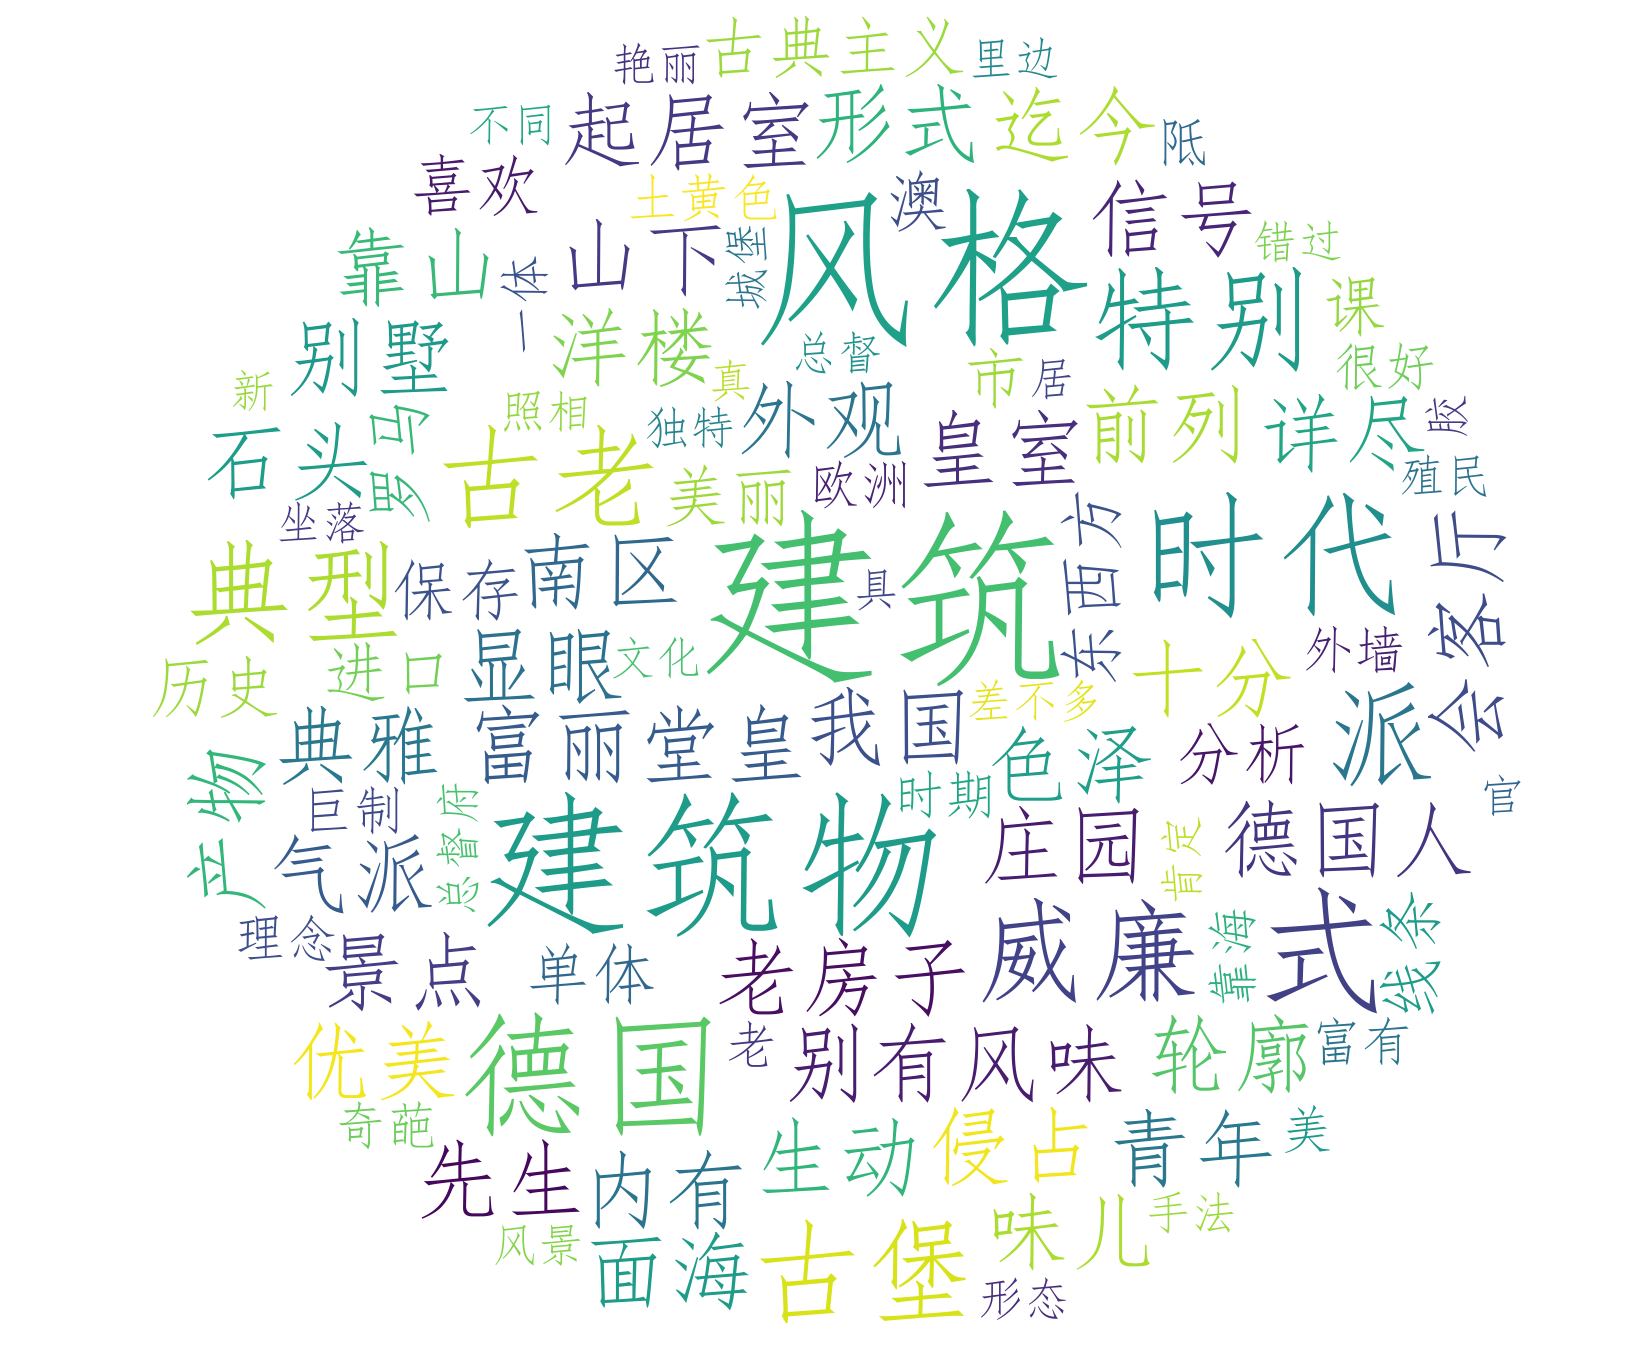 古典主义
艳丽
里边
不同
起居室
形式
迄今
阺
喜欢
土黄色
风格
澳
信号
错过
靠山
一体
山下
城堡
特别
课
别墅
洋楼
总督
市
居
很好
新
罗马
照相
真
独特
外观
前列
详尽
胶
石头
古老
美丽
欧洲
皇室
殖民
坐落
东西方
时代
会客厅
典型
保存
南区
建筑
具
历史
进口
显眼
文化
十分
外墙
差不多
典雅
富丽堂皇
我国
色泽
分析
派
产物
巨制
总督府
时期
官
气派
建筑物
庄园
肯定
德国人
理念
景点
单体
老房子
威廉
式
靠海
线条
优美
德国
老
别有风味
轮廓
富有
奇葩
先生
内有
生动
侵占
青年
美
风景
面海
古堡
味儿
手法
形态